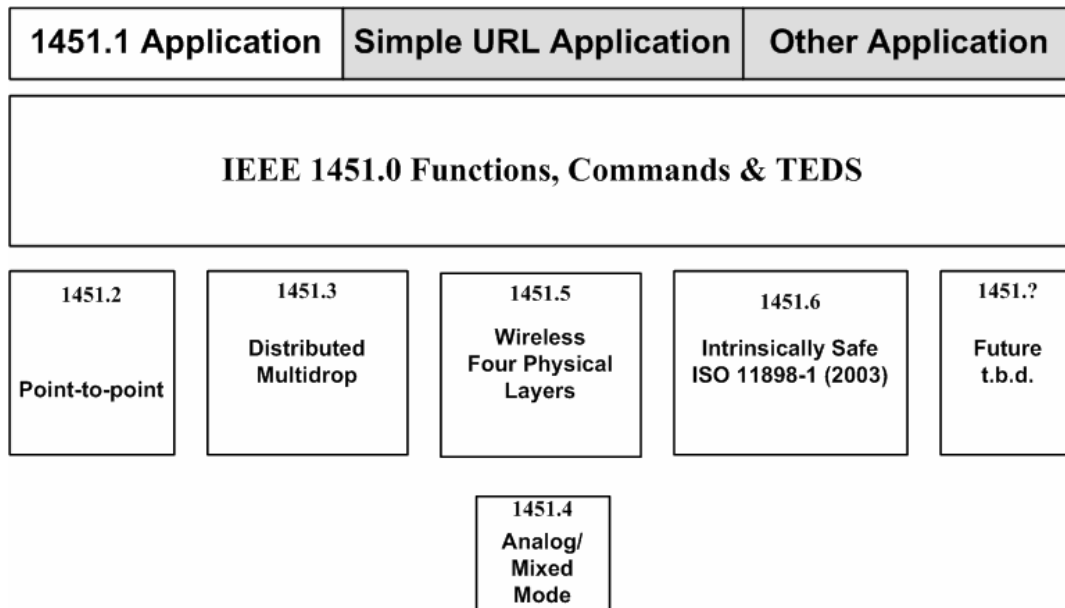 1451.1 Application
Simple URL Application
Other Application
IEEE 1451.0 Functions, Commands & TEDS
1451.2
Point-to-point
1451.3
Distributed
Multidrop
1451.5
Wireless
Four Physical
Layers
1451.6
Intrinsically Safe
ISO 11898-1 (2003)
1451.?
Future
t.b.d.
1451.4
Analog/
Mixed
Mode